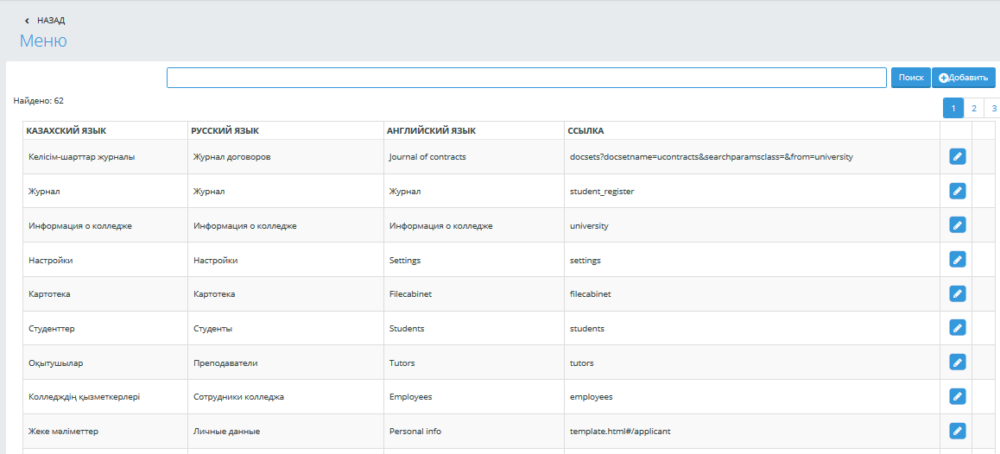 НАЗАД
Меню
Поиск Добавить
Найдено: 62
1 2 3
КАЗАХСКИЙ ЯЗЫК РУССКИЙ ЯЗЫК АНГЛИЙСКИЙ ЯЗЫК ССЫЛКА
Келісім-шарттар журналы Журнал договоров Journal of contracts docsets?docsetname=ucontracts&searchparamsclass=&from=university
Журнал Журнал Журнал student_register
Информация о колледже Информация о колледже Информация о колледже university
Настройки Настройки Settings settings
Картотека Картотека Filecabinet filecabinet
Студенттер Студенты Students students
Оқытушылар Преподаватели Tutors tutors
Колледждің қызметкерлері Сотрудники колледжа Employees employees
Жеке мәліметтер Личные данные Personal info template.html#/applicant